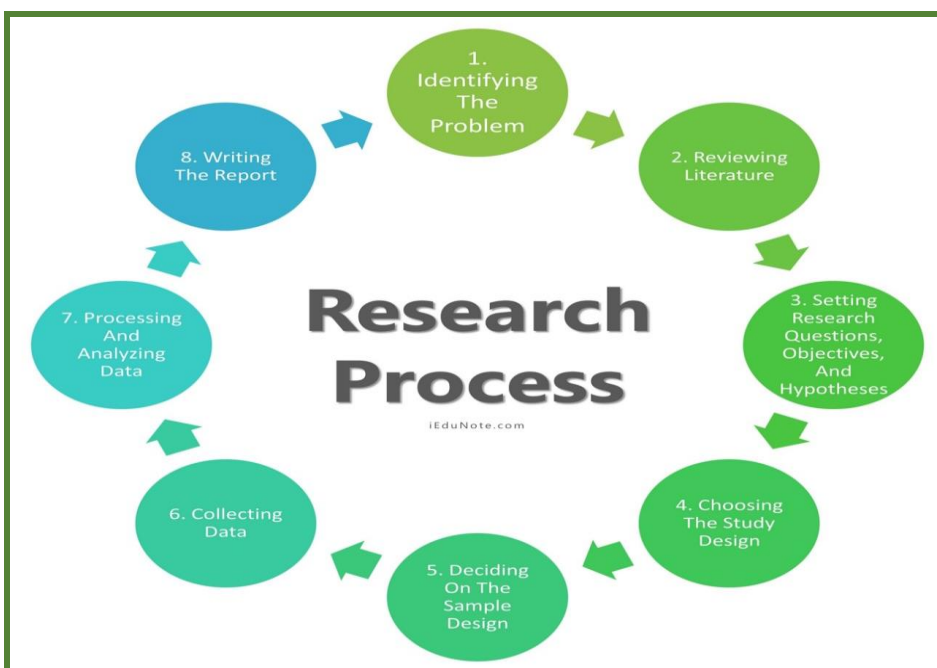 1.
Identifying
The
Problem
2. Reviewing
Literature
3. Setting
Research
Questions,
Objectives,
And
Hypotheses
4. Choosing
The Study
Design
5. Deciding
On The
Sample
Design
6. Collecting
Data
7. Processing
And
Analyzing
Data
8. Writing
The Report
Research
Process
iEduNote.com